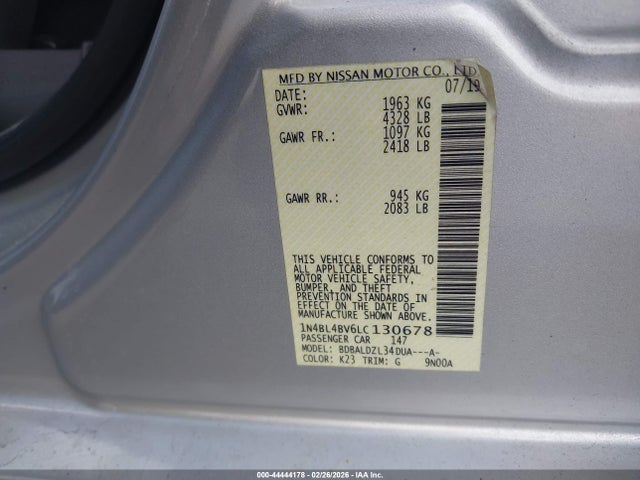 MFD BY NISSAN MOTOR CO., LTD
DATE: 07/19
GVWR: 1963 KG
4328 LB
GAWR FR.: 1097 KG
2418 LB
GAWR RR.: 945 KG
2083 LB
THIS VEHICLE CONFORMS TO
ALL APPLICABLE FEDERAL
MOTOR VEHICLE SAFETY,
BUMPER, AND THEFT
PREVENTION STANDARDS IN
EFFECT ON THE DATE OF
MANUFACTURE SHOWN ABOVE.
1N4BL4BV6LC130678
PASSENGER CAR 147
MODEL: BDBALDZL34DUA---A-
COLOR: K23 TRIM: G 9N00A
000-44444178 - 02/26/2026 - IAA Inc.